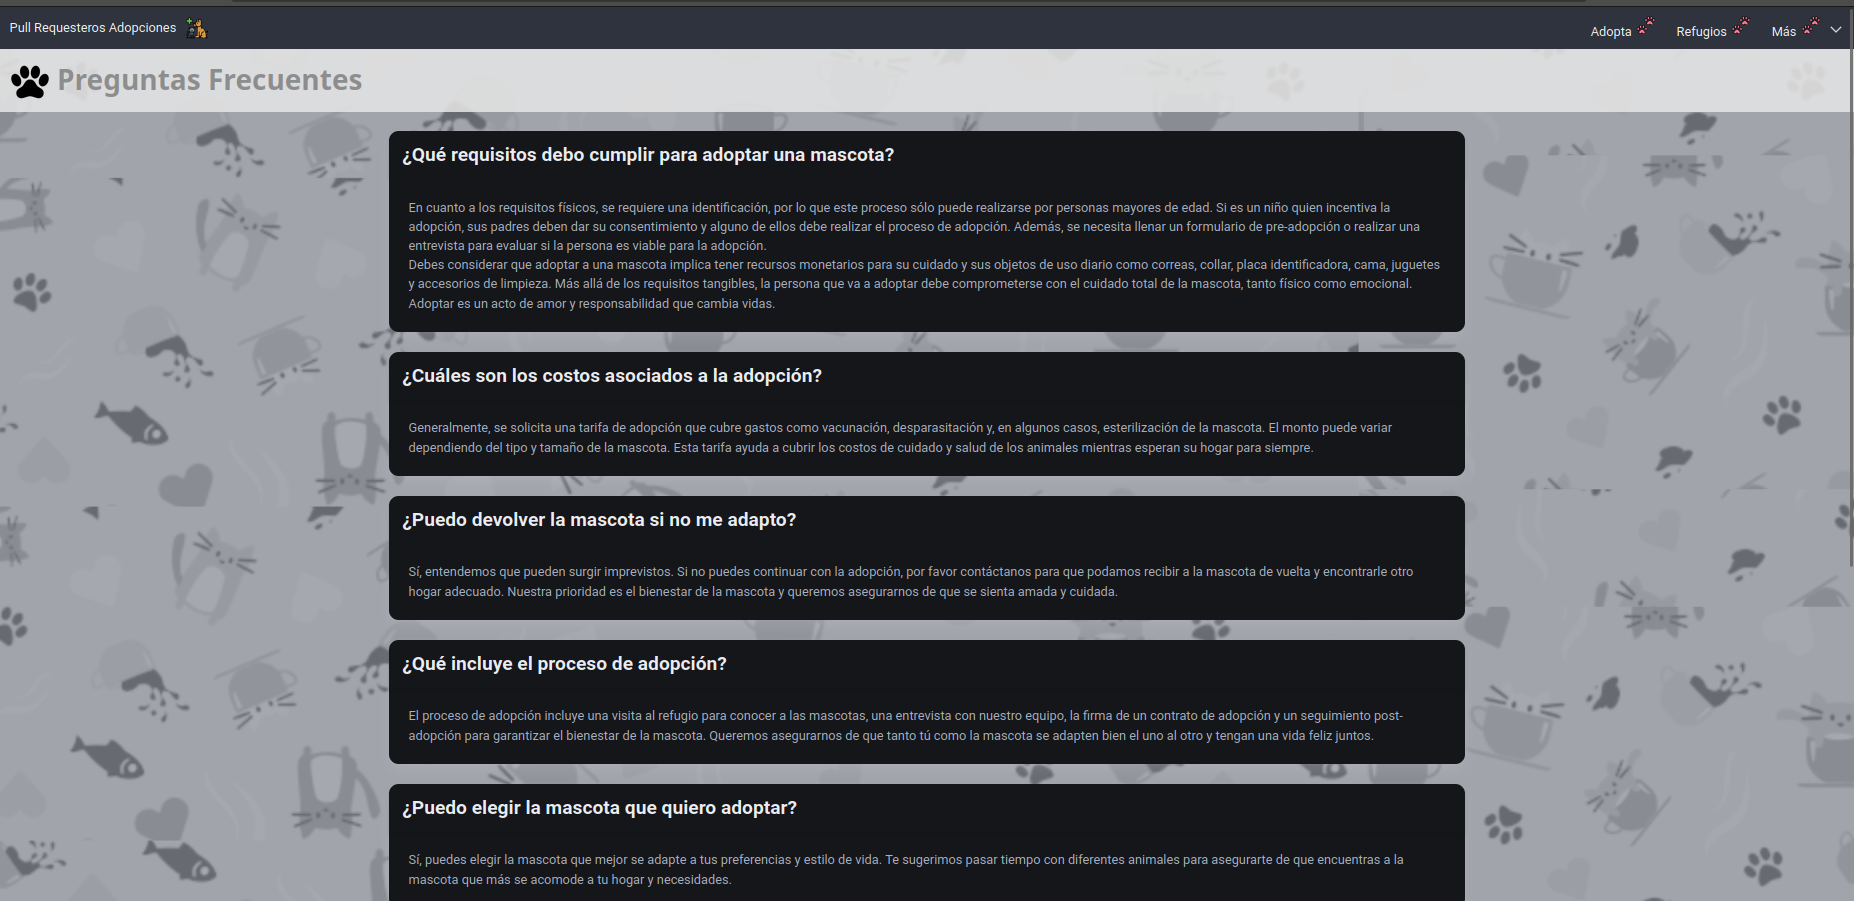 Pull Requesteros Adopciones
Adopta
Refugios
Más
Preguntas Frecuentes
¿Qué requisitos debo cumplir para adoptar una mascota?
En cuanto a los requisitos físicos, se requiere una identificación, por lo que este proceso sólo puede realizarse por personas mayores de edad. Si es un niño quien incentiva la
adopción, sus padres deben dar su consentimiento y alguno de ellos debe realizar el proceso de adopción. Además, se necesita llenar un formulario de pre-adopción o realizar una
entrevista para evaluar si la persona es viable para la adopción.
Debes considerar que adoptar a una mascota implica tener recursos monetarios para su cuidado y sus objetos de uso diario como correas, collar, placa identificadora, cama, juguetes
y accesorios de limpieza. Más allá de los requisitos tangibles, la persona que va a adoptar debe comprometerse con el cuidado total de la mascota, tanto físico como emocional.
Adoptar es un acto de amor y responsabilidad que cambia vidas.
¿Cuáles son los costos asociados a la adopción?
Generalmente, se solicita una tarifa de adopción que cubre gastos como vacunación, desparasitación y, en algunos casos, esterilización de la mascota. El monto puede variar
dependiendo del tipo y tamaño de la mascota. Esta tarifa ayuda a cubrir los costos de cuidado y salud de los animales mientras esperan su hogar para siempre.
¿Puedo devolver la mascota si no me adapto?
Sí, entendemos que pueden surgir imprevistos. Si no puedes continuar con la adopción, por favor contáctanos para que podamos recibir a la mascota de vuelta y encontrarle otro
hogar adecuado. Nuestra prioridad es el bienestar de la mascota y queremos asegurarnos de que se sienta amada y cuidada.
¿Qué incluye el proceso de adopción?
El proceso de adopción incluye una visita al refugio para conocer a las mascotas, una entrevista con nuestro equipo, la firma de un contrato de adopción y un seguimiento post-
adopción para garantizar el bienestar de la mascota. Queremos asegurarnos de que tanto tú como la mascota se adapten bien el uno al otro y tengan una vida feliz juntos.
¿Puedo elegir la mascota que quiero adoptar?
Sí, puedes elegir la mascota que mejor se adapte a tus preferencias y estilo de vida. Te sugerimos pasar tiempo con diferentes animales para asegurarte de que encuentras a la
mascota que más se acomode a tu hogar y necesidades.